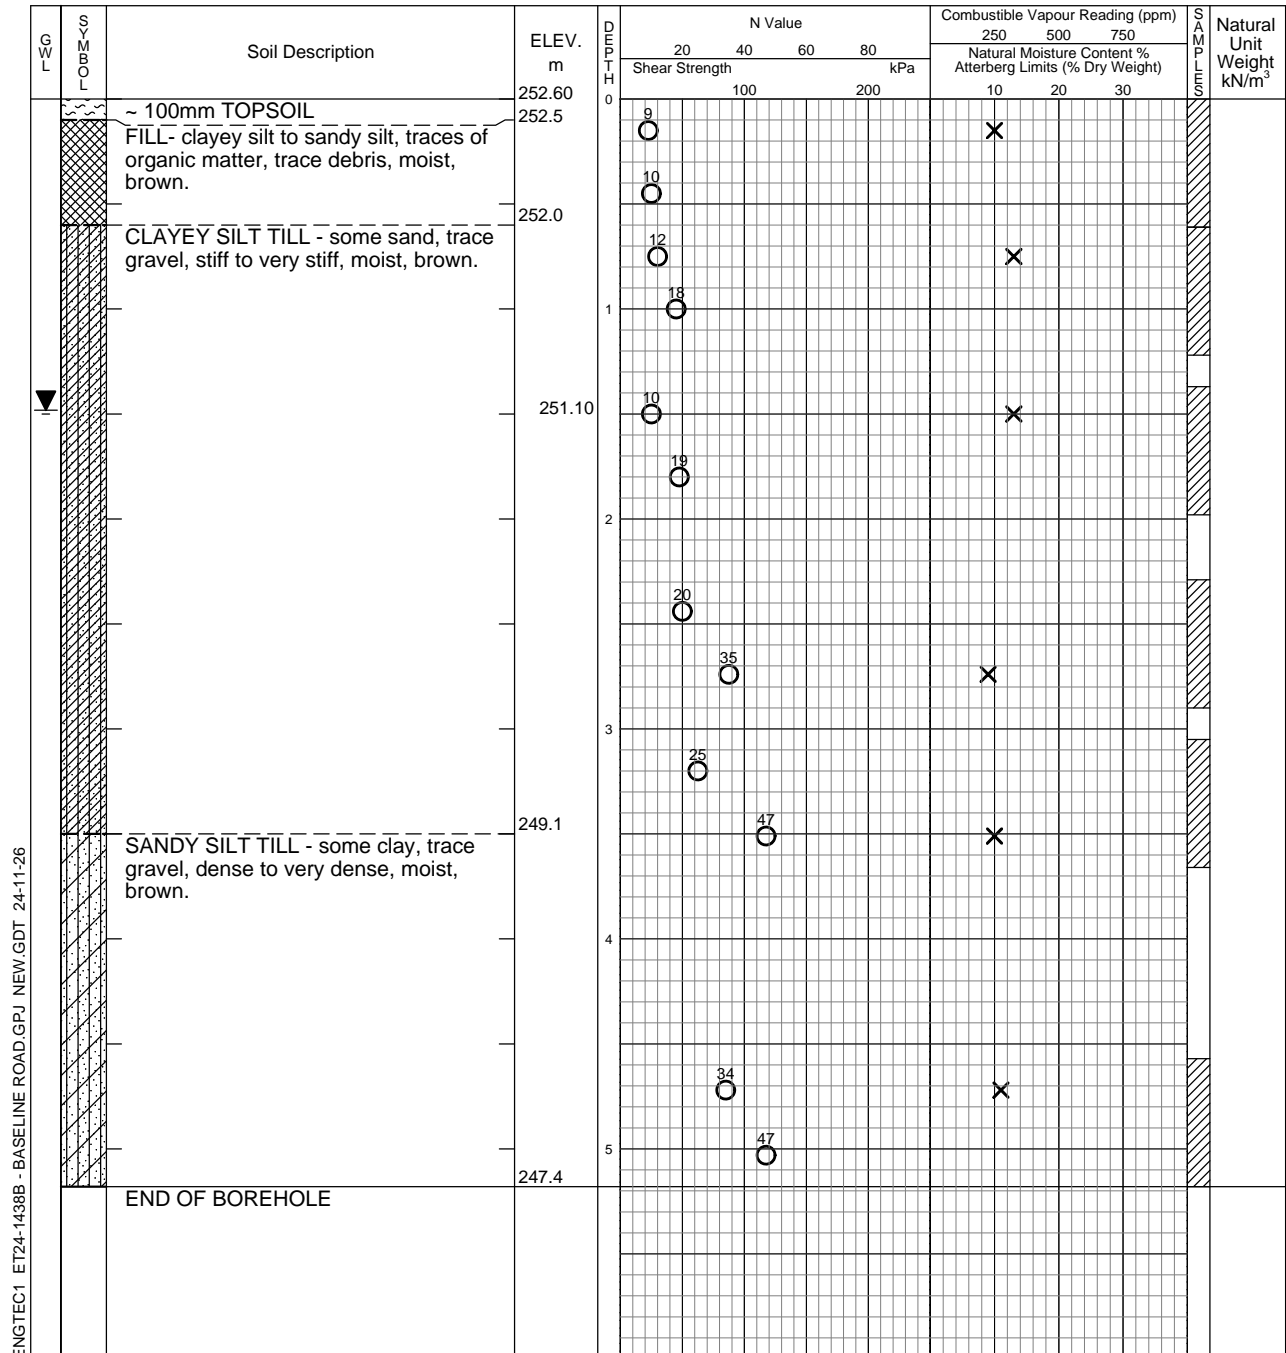 GWL
SYMBOL
Soil Description
ELEV.
m
DEPTH
N Value
20 40 60 80
Shear Strength kPa
100 200
Combustible Vapour Reading (ppm)
250 500 750
Natural Moisture Content %
Atterberg Limits (% Dry Weight)
10 20 30
SAMPLES
Natural
Unit
Weight
kN/m³
252.60
0
~ 100mm TOPSOIL
252.5
9
FILL- clayey silt to sandy silt, traces of
organic matter, trace debris, moist,
brown.
10
252.0
CLAYEY SILT TILL - some sand, trace
gravel, stiff to very stiff, moist, brown.
12
18
1
251.10
10
19
2
20
35
3
25
249.1
47
SANDY SILT TILL - some clay, trace
gravel, dense to very dense, moist,
brown.
4
34
47
5
247.4
END OF BOREHOLE
ENGTEC1 ET24-1438B - BASELINE ROAD.GPJ NEW.GDT 24-11-26